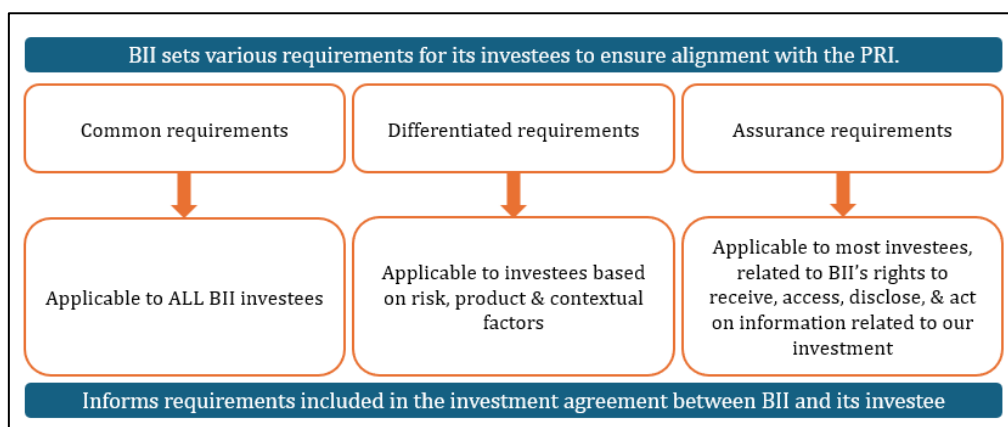 BII sets various requirements for its investees to ensure alignment with the PRI.
Common requirements
Differentiated requirements
Assurance requirements
Applicable to ALL BII investees
Applicable to investees based
on risk, product & contextual
factors
Applicable to most investees,
related to BII’s rights to
receive, access, disclose, & act
on information related to our
investment
Informs requirements included in the investment agreement between BII and its investee